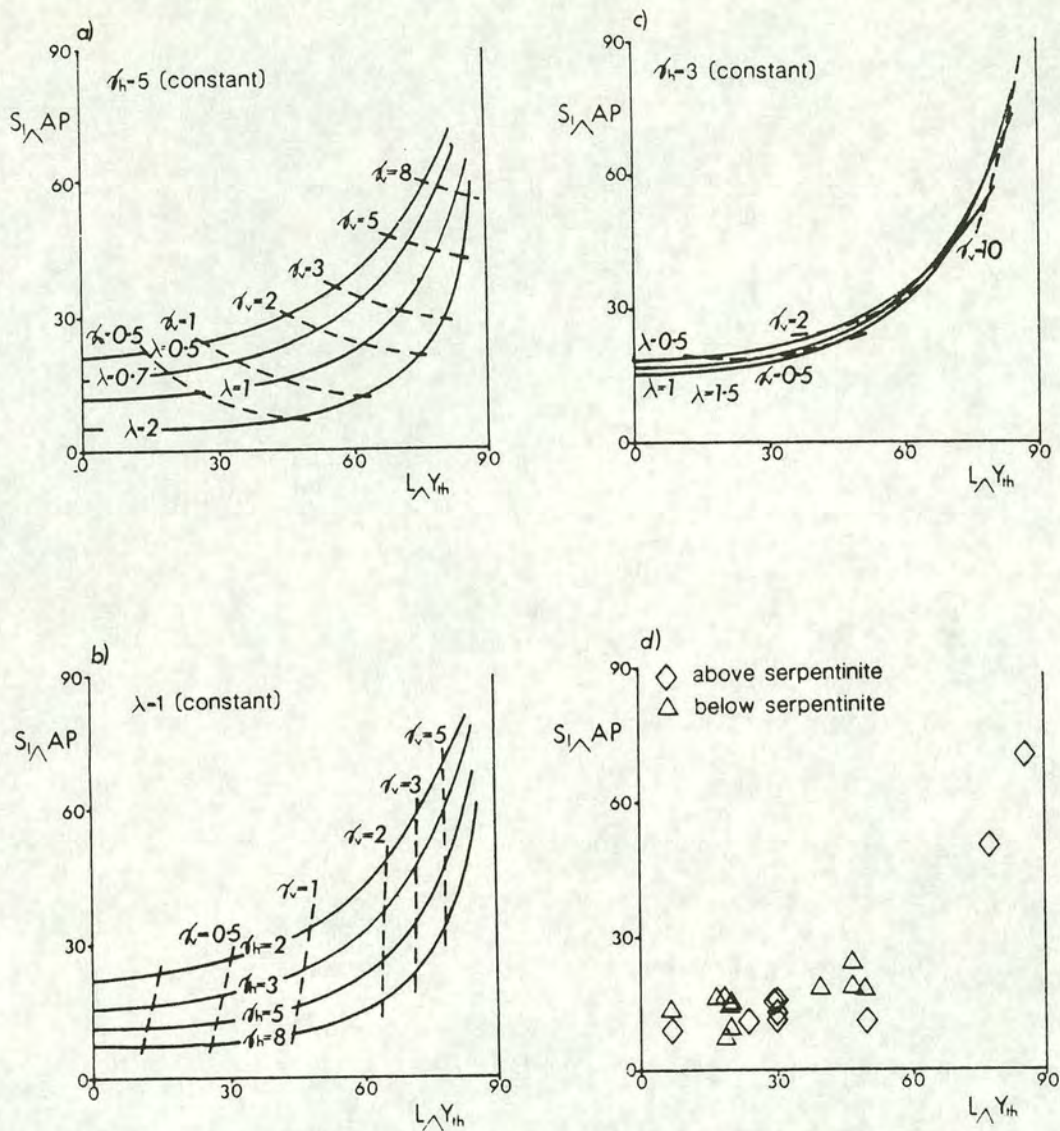 a)
90
𝛾h=5 (constant)
S₁^AP
60
30
0
𝛾=8
𝛾v=5
𝛾v=3
𝛾v=2
𝛾=1
𝛾=0·5
λ=0·5
λ=0·7
λ=1
λ=2
0 30 60 90
L^Yth
c)
90
𝛾h=3 (constant)
S₁^AP
60
30
0
𝛾v=10
𝛾v=2
λ=0·5
𝛾=0·5
λ=1
λ=1·5
0 30 60 90
L^Yth
b)
90
λ=1 (constant)
S₁^AP
60
30
0
𝛾v=5
𝛾v=3
𝛾v=2
𝛾v=1
𝛾=0·5
𝛾h=2
𝛾h=3
𝛾h=5
𝛾h=8
0 30 60 90
L^Yth
d)
90
◇ above serpentinite
△ below serpentinite
S₁^AP
60
30
0
0 30 60 90
L^Yth